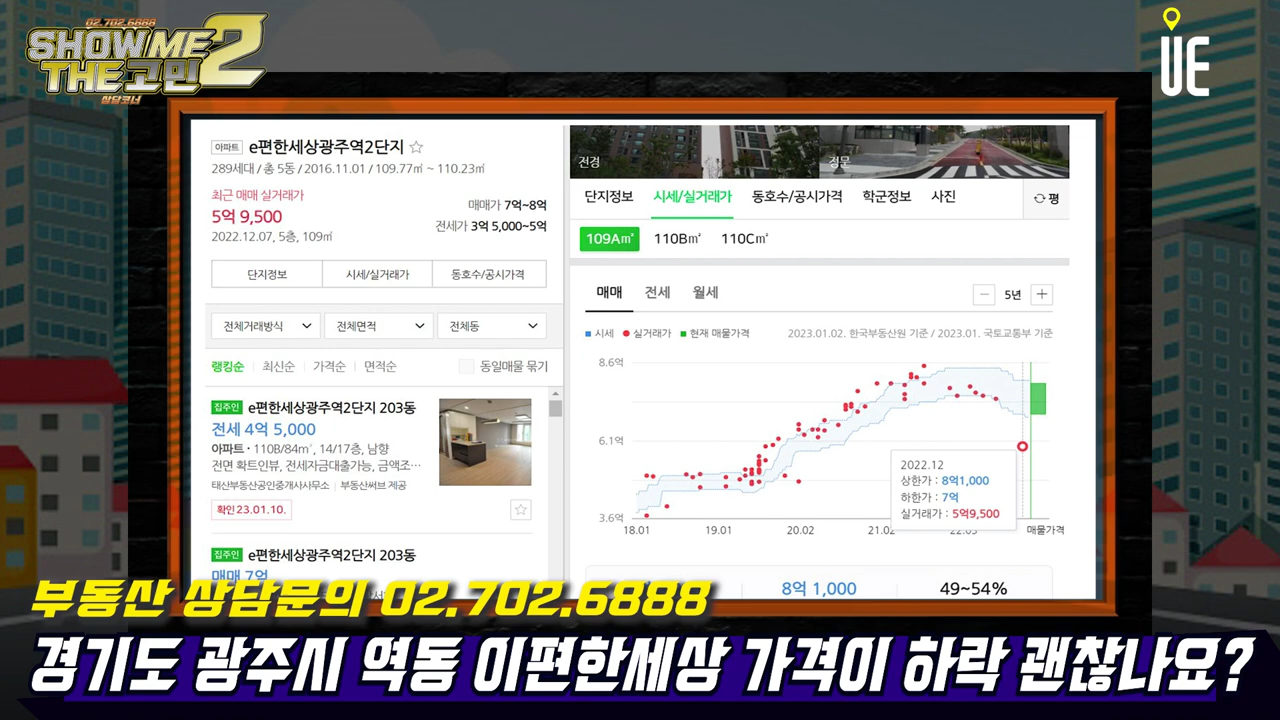 02.702.6888
SHOW ME
THE고민 2
상담코너
UE
아파트 e편한세상광주역2단지
289세대 / 총 5동 / 2016.11.01 / 109.77㎡ ~ 110.23㎡
최근 매매 실거래가
5억 9,500
2022.12.07, 5층, 109㎡
매매가 7억~8억
전세가 3억 5,000~5억
단지정보 시세/실거래가 동호수/공시가격
전체거래방식 전체면적 전체동
랭킹순 최신순 가격순 면적순 동일매물 묶기
집주인 e편한세상광주역2단지 203동
전세 4억 5,000
아파트 · 110B/84㎡, 14/17층, 남향
전면 확트인뷰, 전세자금대출가능, 금액조…
태산부동산공인중개사사무소 부동산써브 제공
확인 23.01.10.
집주인 e편한세상광주역2단지 203동
매매 7억
전경 정문
단지정보 시세/실거래가 동호수/공시가격 학군정보 사진 평
109A㎡ 110B㎡ 110C㎡
매매 전세 월세
5년
시세 실거래가 현재 매물가격 2023.01.02. 한국부동산원 기준 / 2023.01. 국토교통부 기준
8.6억
6.1억
3.6억
2022.12
상한가 : 8억1,000
하한가 : 7억
실거래가 : 5억9,500
18.01 19.01 20.02 21.02 매물가격
8억 1,000 49~54%
부동산 상담문의 02.702.6888
경기도 광주시 역동 이편한세상 가격이 하락 괜찮나요?